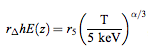 r_Δ hE(z) = r_5 (T / 5 keV)^{α/3}